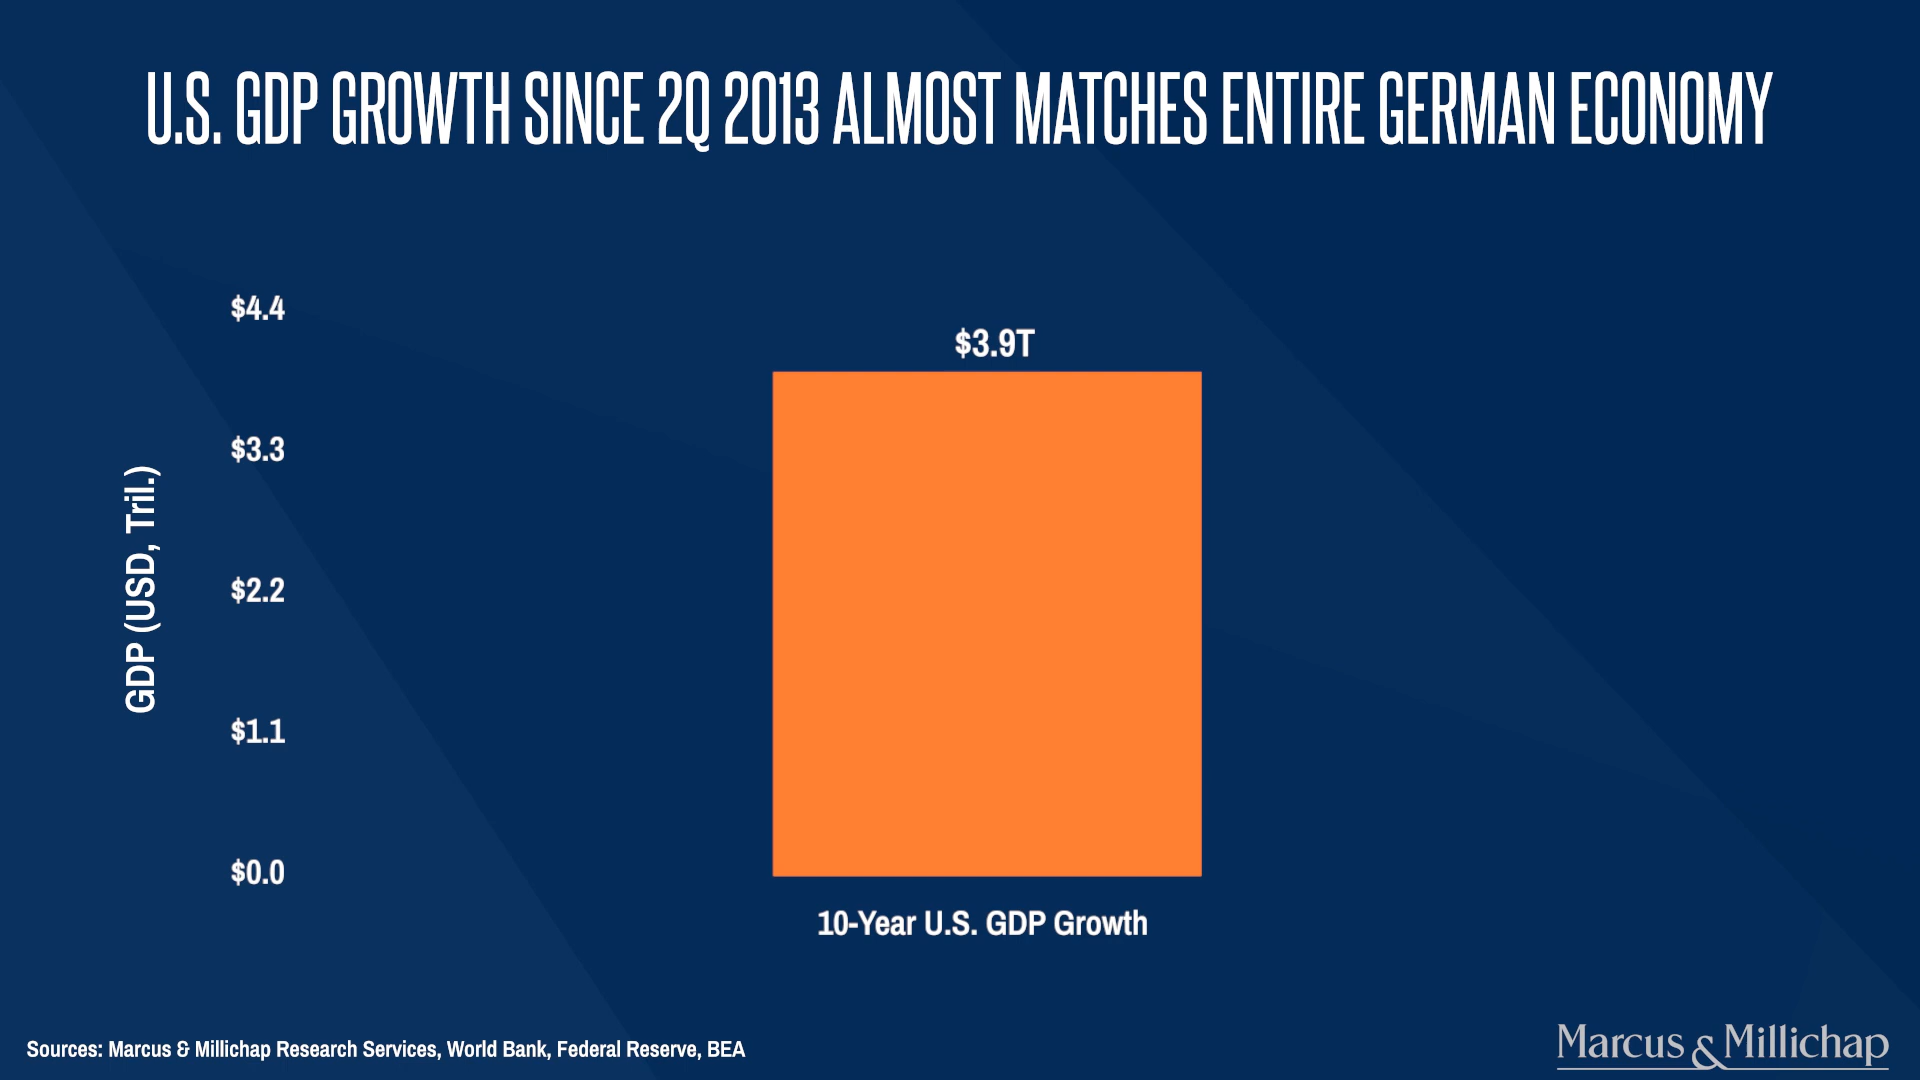 U.S. GDP GROWTH SINCE 2Q 2013 ALMOST MATCHES ENTIRE GERMAN ECONOMY
GDP (USD, Tril.)
$4.4
$3.3
$2.2
$1.1
$0.0
$3.9T
10-Year U.S. GDP Growth
Sources: Marcus & Millichap Research Services, World Bank, Federal Reserve, BEA
Marcus & Millichap